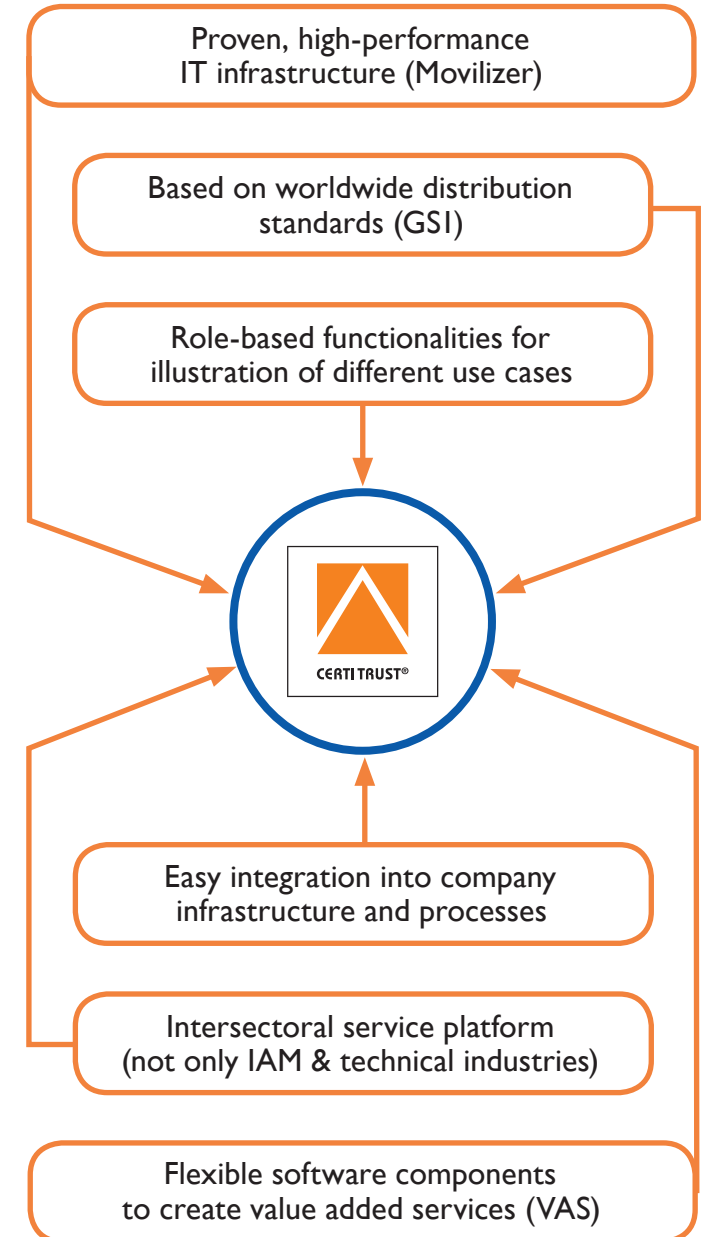 Proven, high-performance
IT infrastructure (Movilizer)
Based on worldwide distribution
standards (GS1)
Role-based functionalities for
illustration of different use cases
CERTITRUST®
Easy integration into company
infrastructure and processes
Intersectoral service platform
(not only IAM & technical industries)
Flexible software components
to create value added services (VAS)